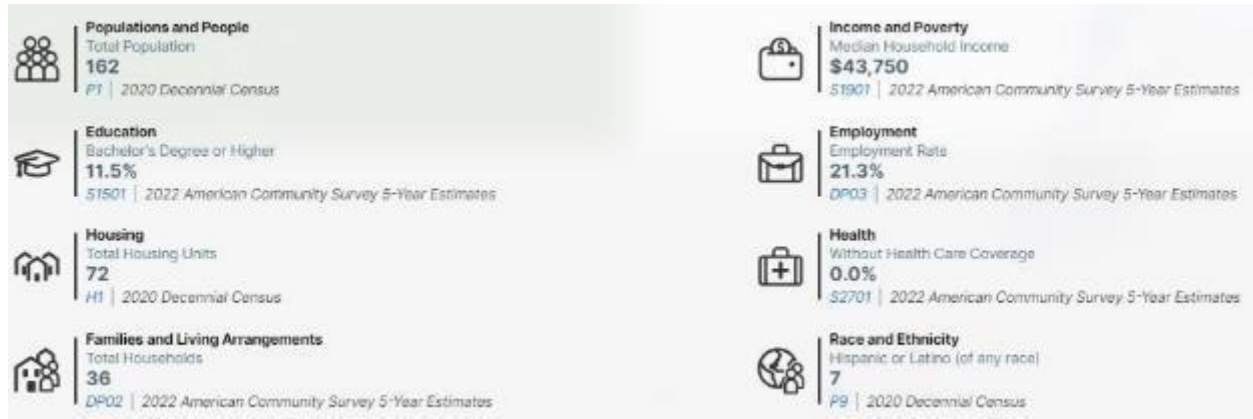 Populations and People
Total Population
162
P1 | 2020 Decennial Census
Education
Bachelor's Degree or Higher
11.5%
S1501 | 2022 American Community Survey 5-Year Estimates
Housing
Total Housing Units
72
H1 | 2020 Decennial Census
Families and Living Arrangements
Total Households
36
DP02 | 2022 American Community Survey 5-Year Estimates
Income and Poverty
Median Household Income
$43,750
S1901 | 2022 American Community Survey 5-Year Estimates
Employment
Employment Rate
21.3%
DP03 | 2022 American Community Survey 5-Year Estimates
Health
Without Health Care Coverage
0.0%
S2701 | 2022 American Community Survey 5-Year Estimates
Race and Ethnicity
Hispanic or Latino (of any race)
7
P9 | 2020 Decennial Census